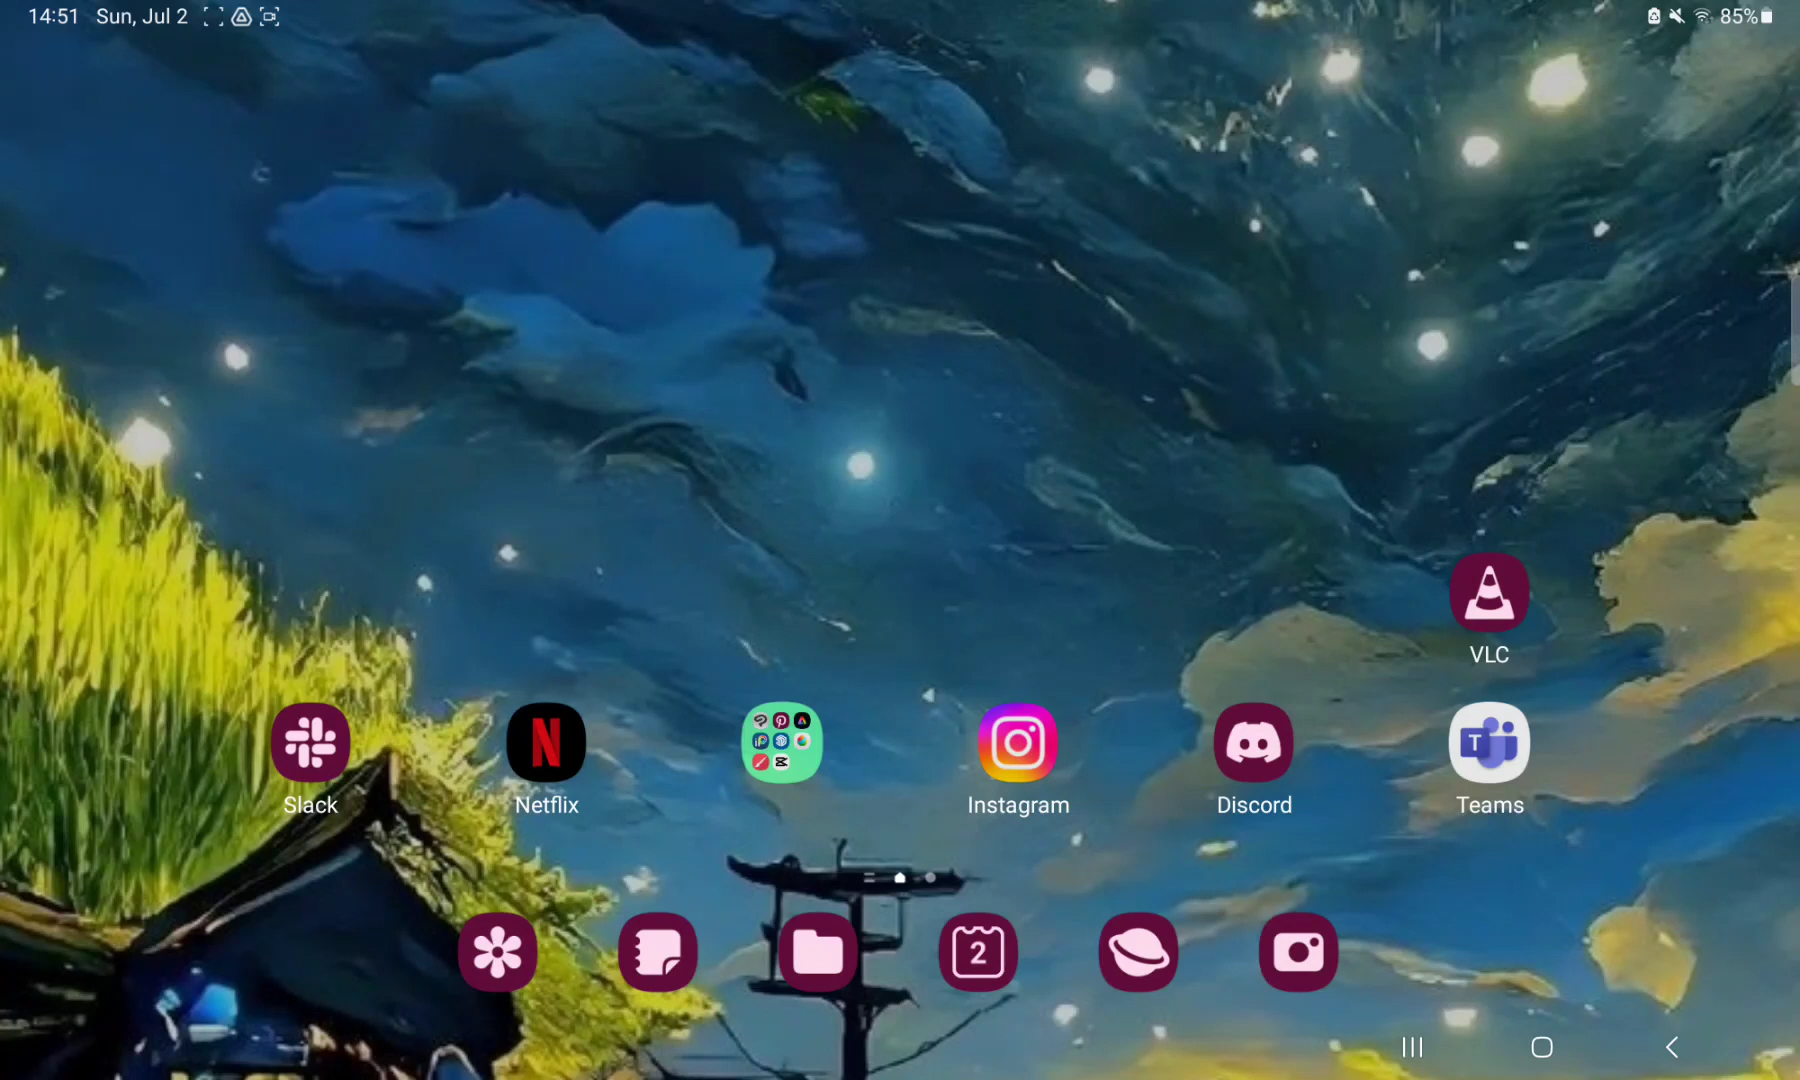 14:51 Sun, Jul 2
85%
VLC
Slack
Netflix
Instagram
Discord
T
Teams
2